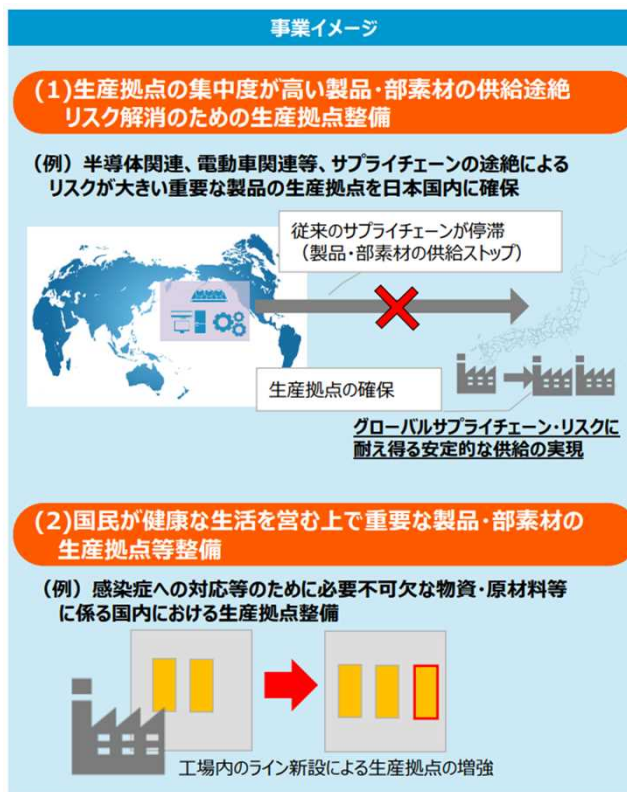 事業イメージ
(1)生産拠点の集中度が高い製品・部素材の供給途絶
リスク解消のための生産拠点整備
（例）半導体関連、電動車関連等、サプライチェーンの途絶による
リスクが大きい重要な製品の生産拠点を日本国内に確保
従来のサプライチェーンが停滞
（製品・部素材の供給ストップ）
生産拠点の確保
グローバルサプライチェーン・リスクに
耐え得る安定的な供給の実現
(2)国民が健康な生活を営む上で重要な製品・部素材の
生産拠点等整備
（例）感染症への対応等のために必要不可欠な物資・原材料等
に係る国内における生産拠点整備
工場内のライン新設による生産拠点の増強